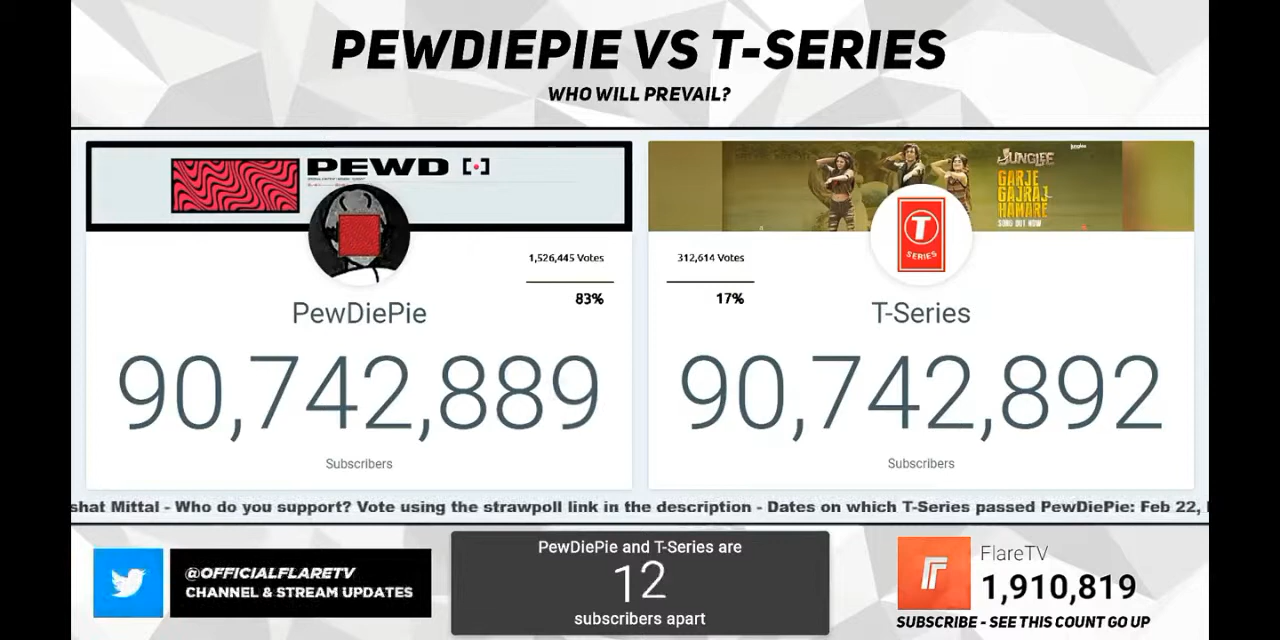 PEWDIEPIE VS T-SERIES
WHO WILL PREVAIL?
PEWD [·]
JUNGLEE
GARJE
GAJRAJ
HAMARE
SONG OUT NOW
T
SERIES
1,526,445 Votes
83%
312,614 Votes
17%
PewDiePie
T-Series
90,742,889
90,742,892
Subscribers
Subscribers
shat Mittal - Who do you support? Vote using the strawpoll link in the description - Dates on which T-Series passed PewDiePie: Feb 22,
@OFFICIALFLARETV
CHANNEL & STREAM UPDATES
PewDiePie and T-Series are
12
subscribers apart
FlareTV
1,910,819
SUBSCRIBE - SEE THIS COUNT GO UP